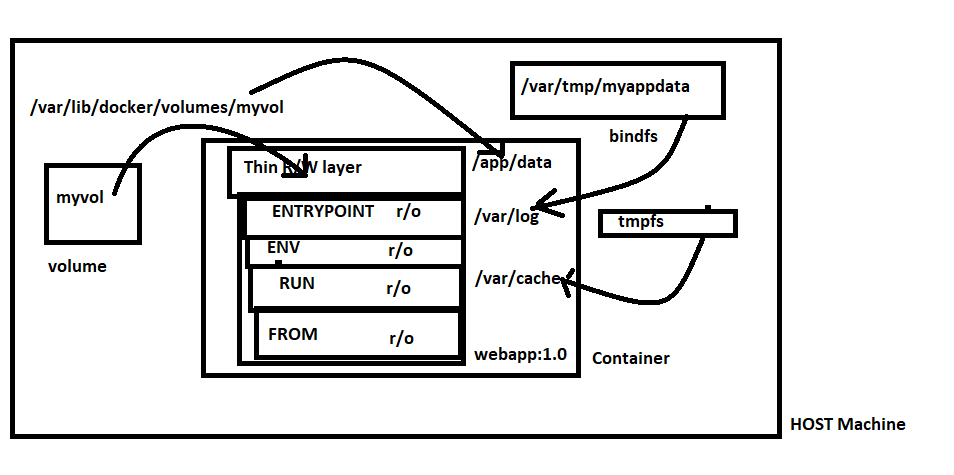 /var/tmp/myappdata
/var/lib/docker/volumes/myvol
bindfs
Thin R/W layer
/app/data
myvol
ENTRYPOINT r/o
/var/log
tmpfs
volume
ENV r/o
RUN r/o
/var/cache
FROM r/o
webapp:1.0
Container
HOST Machine